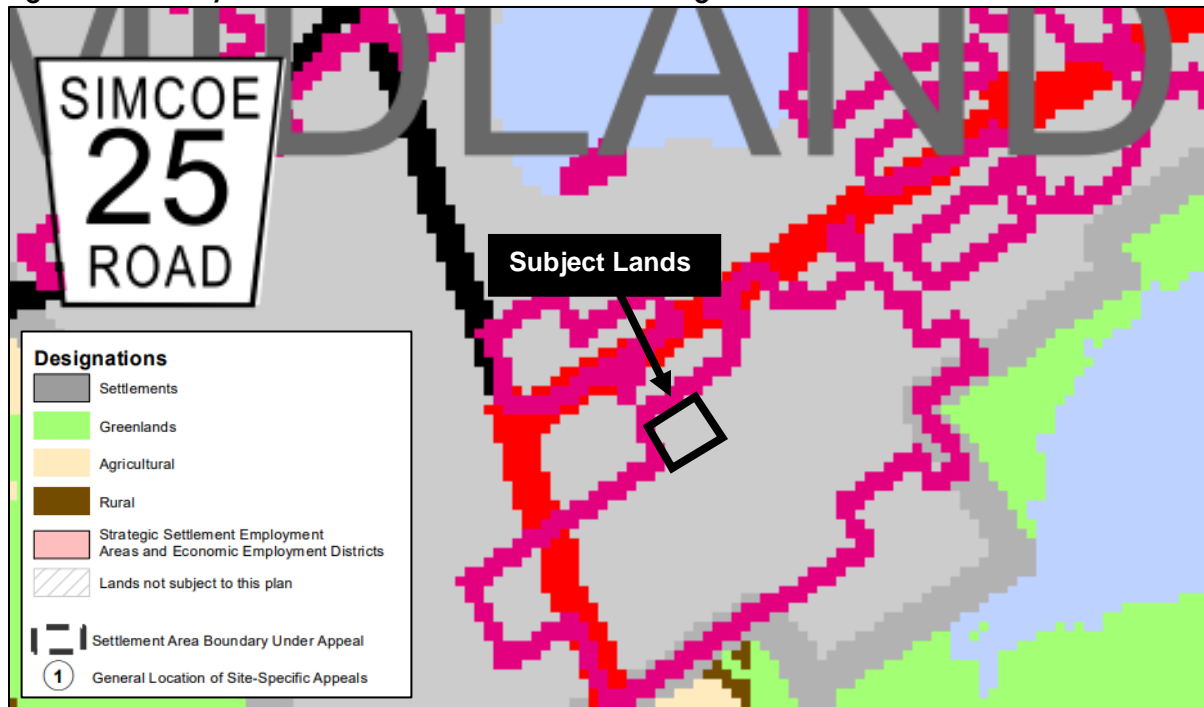 MIDLAND
SIMCOE
25
ROAD
Subject Lands
Designations
Settlements
Greenlands
Agricultural
Rural
Strategic Settlement Employment
Areas and Economic Employment Districts
Lands not subject to this plan
Settlement Area Boundary Under Appeal
1 General Location of Site-Specific Appeals